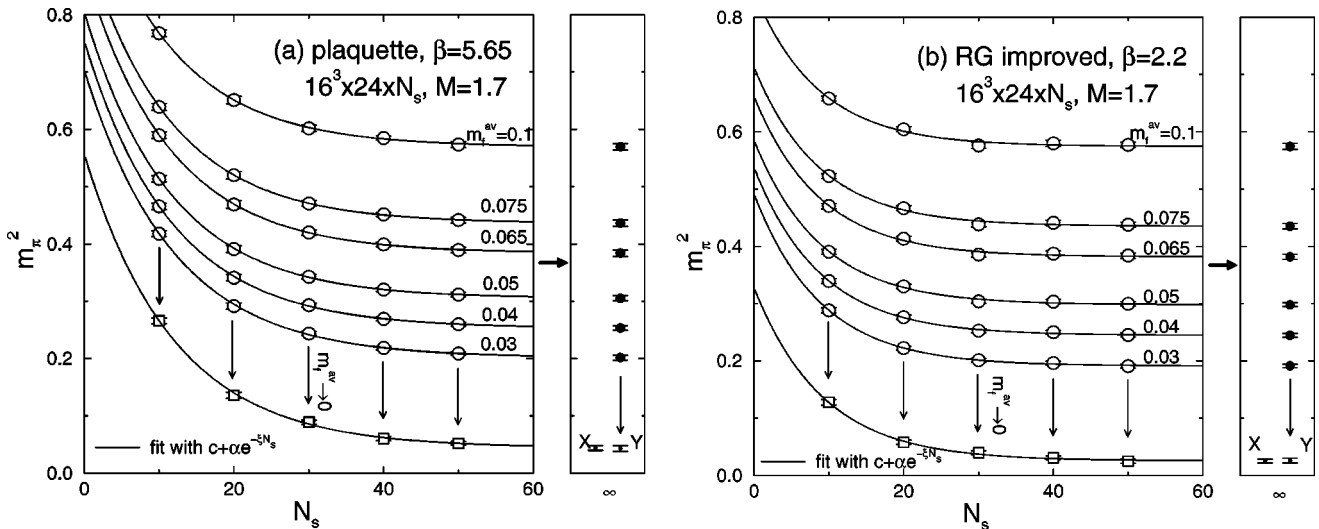 0.8
0.6
0.4
0.2
0.0
m_π^2
(a) plaquette, β=5.65
16^3x24xN_s, M=1.7
m_f^av=0.1
0.075
0.065
0.05
0.04
0.03
m_f^av→0
fit with c+αe^-ξN_s
0 20 40 60
N_s
X Y
∞
0.8
0.6
0.4
0.2
0.0
m_π^2
(b) RG improved, β=2.2
16^3x24xN_s, M=1.7
m_f^av=0.1
0.075
0.065
0.05
0.04
0.03
m_f^av→0
fit with c+αe^-ξN_s
0 20 40 60
N_s
X Y
∞